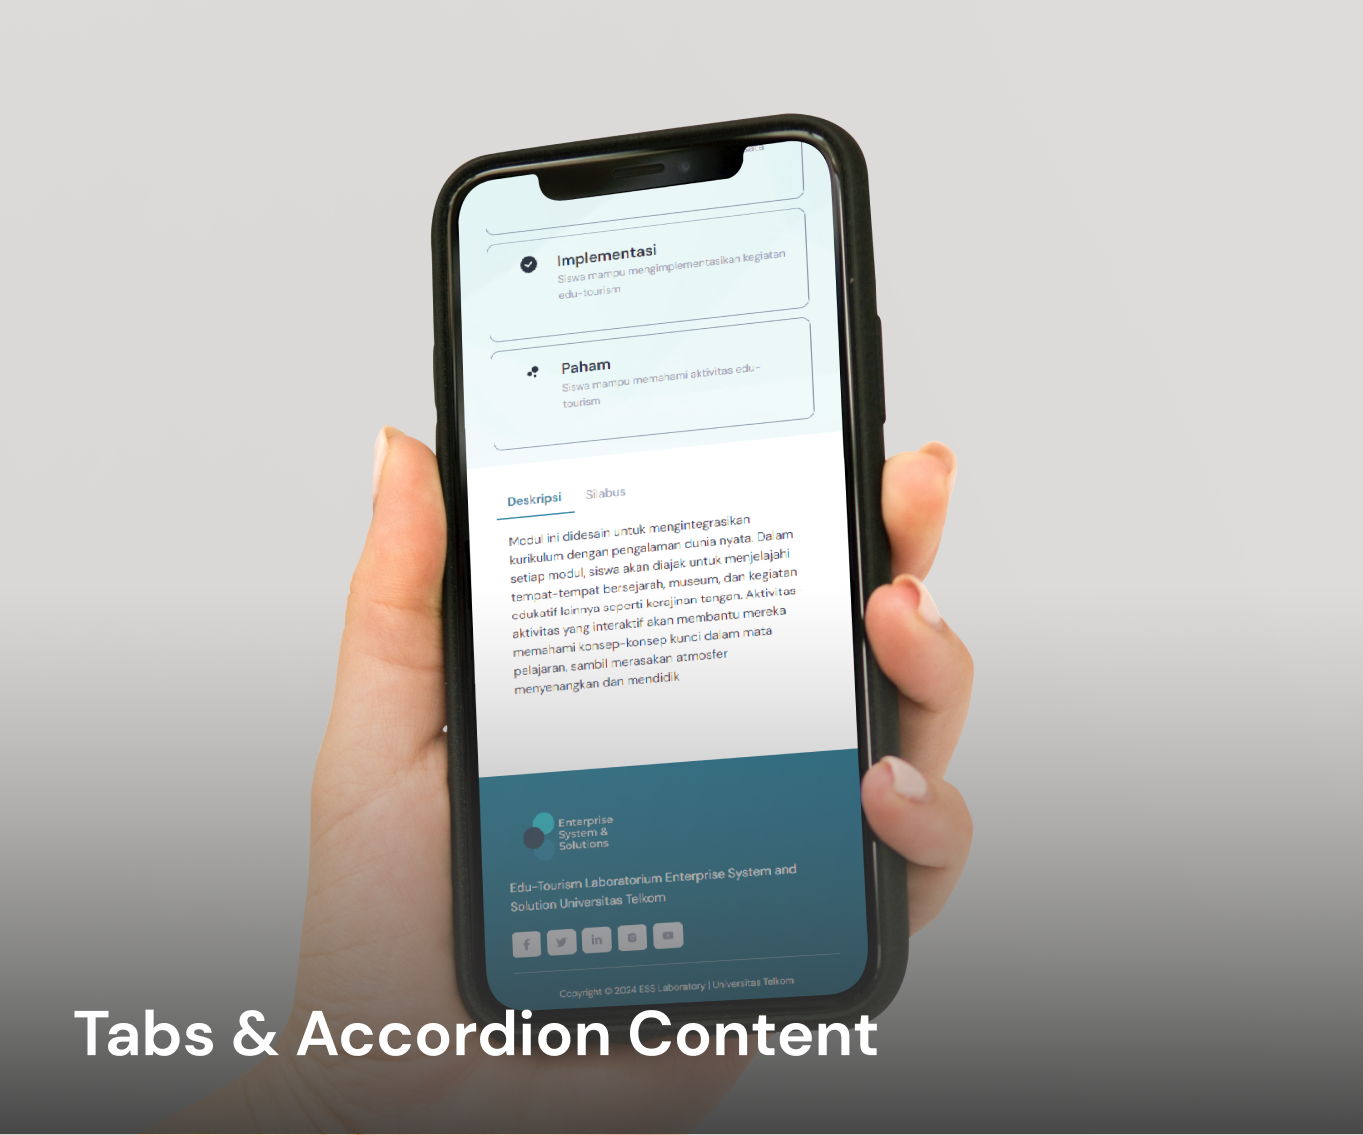 Implementasi
Siswa mampu mengimplementasikan kegiatan
edu-tourism
Paham
Siswa mampu memahami aktivitas edu-
tourism
Deskripsi Silabus
Modul ini didesain untuk mengintegrasikan
kurikulum dengan pengalaman dunia nyata. Dalam
setiap modul, siswa akan diajak untuk menjelajahi
tempat-tempat bersejarah, museum, dan kegiatan
edukatif lainnya seperti kerajinan tangan. Aktivitas
aktivitas yang interaktif akan membantu mereka
memahami konsep-konsep kunci dalam mata
pelajaran, sambil merasakan atmosfer
menyenangkan dan mendidik
Enterprise
System &
Solutions
Edu-Tourism Laboratorium Enterprise System and
Solution Universitas Telkom
Copyright © 2024 ESS Laboratory | Universitas Telkom
Tabs & Accordion Content